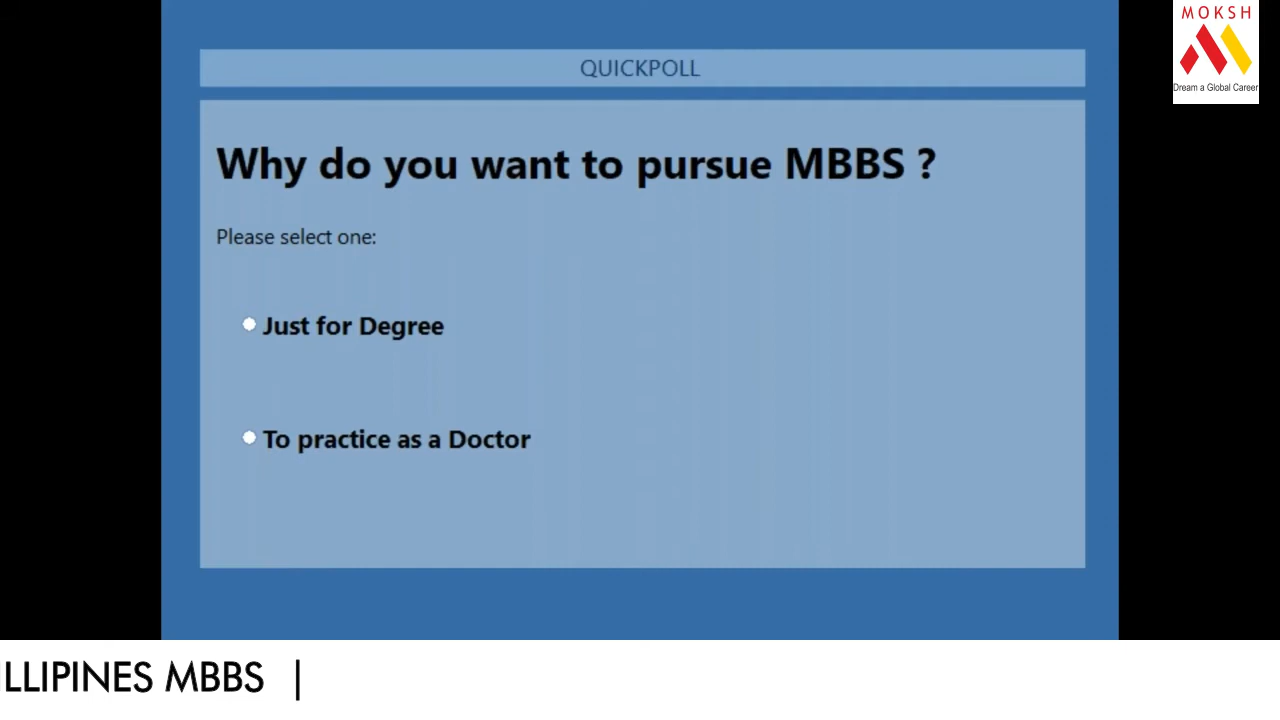 MOKSH
Dream a Global Career
QUICKPOLL
Why do you want to pursue MBBS ?
Please select one:
Just for Degree
To practice as a Doctor
ILLIPINES MBBS |